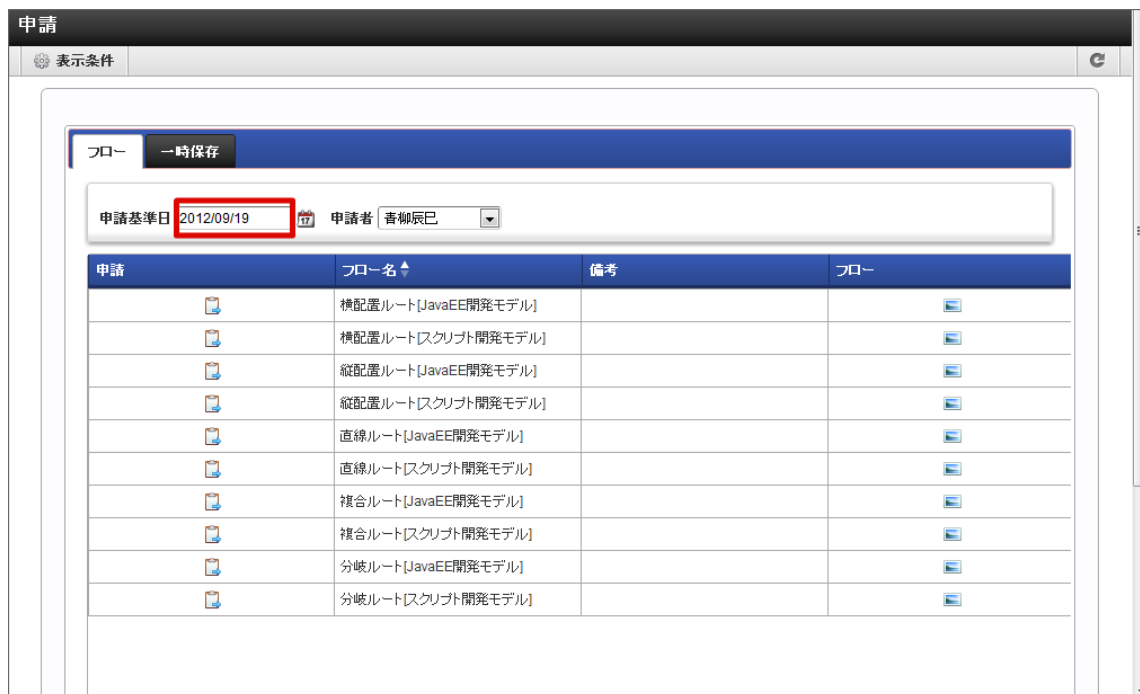 申請
表示条件
フロー 一時保存
申請基準日 2012/09/19 17 申請者 青柳辰巳
申請 フロー名 備考 フロー
横配置ルート[JavaEE開発モデル]
横配置ルート[スクリプト開発モデル]
縦配置ルート[JavaEE開発モデル]
縦配置ルート[スクリプト開発モデル]
直線ルート[JavaEE開発モデル]
直線ルート[スクリプト開発モデル]
複合ルート[JavaEE開発モデル]
複合ルート[スクリプト開発モデル]
分岐ルート[JavaEE開発モデル]
分岐ルート[スクリプト開発モデル]